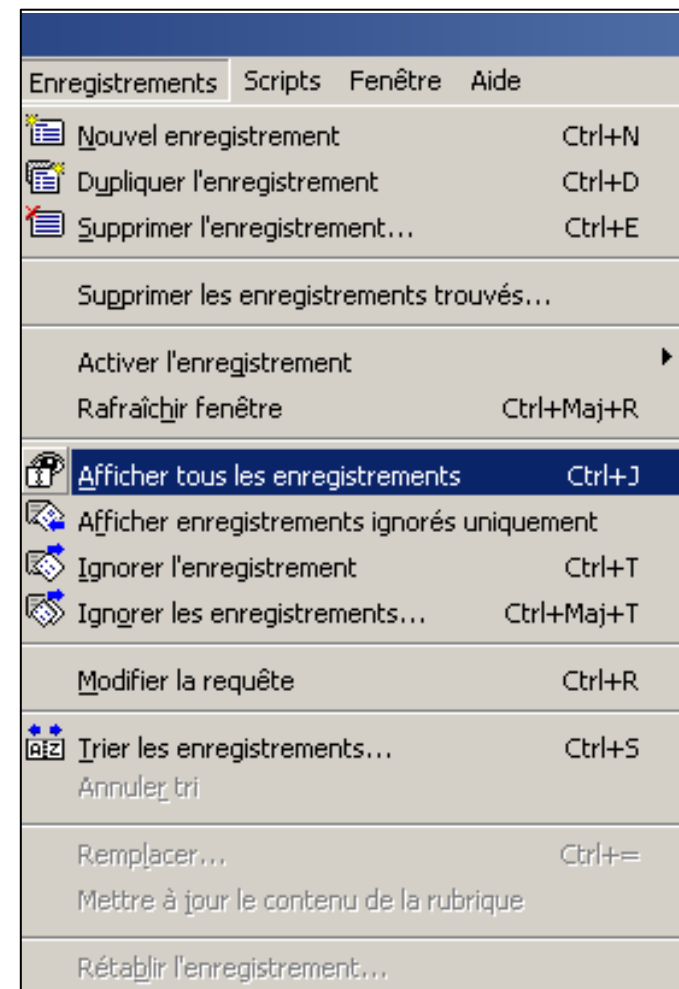 Enregistrements Scripts Fenêtre Aide
Nouvel enregistrement Ctrl+N
Dupliquer l'enregistrement Ctrl+D
Supprimer l'enregistrement... Ctrl+E
Supprimer les enregistrements trouvés...
Activer l'enregistrement
Rafraîchir fenêtre Ctrl+Maj+R
Afficher tous les enregistrements Ctrl+J
Afficher enregistrements ignorés uniquement
Ignorer l'enregistrement Ctrl+T
Ignorer les enregistrements... Ctrl+Maj+T
Modifier la requête Ctrl+R
Trier les enregistrements... Ctrl+S
Annuler tri
Remplacer... Ctrl+=
Mettre à jour le contenu de la rubrique
Rétablir l'enregistrement...